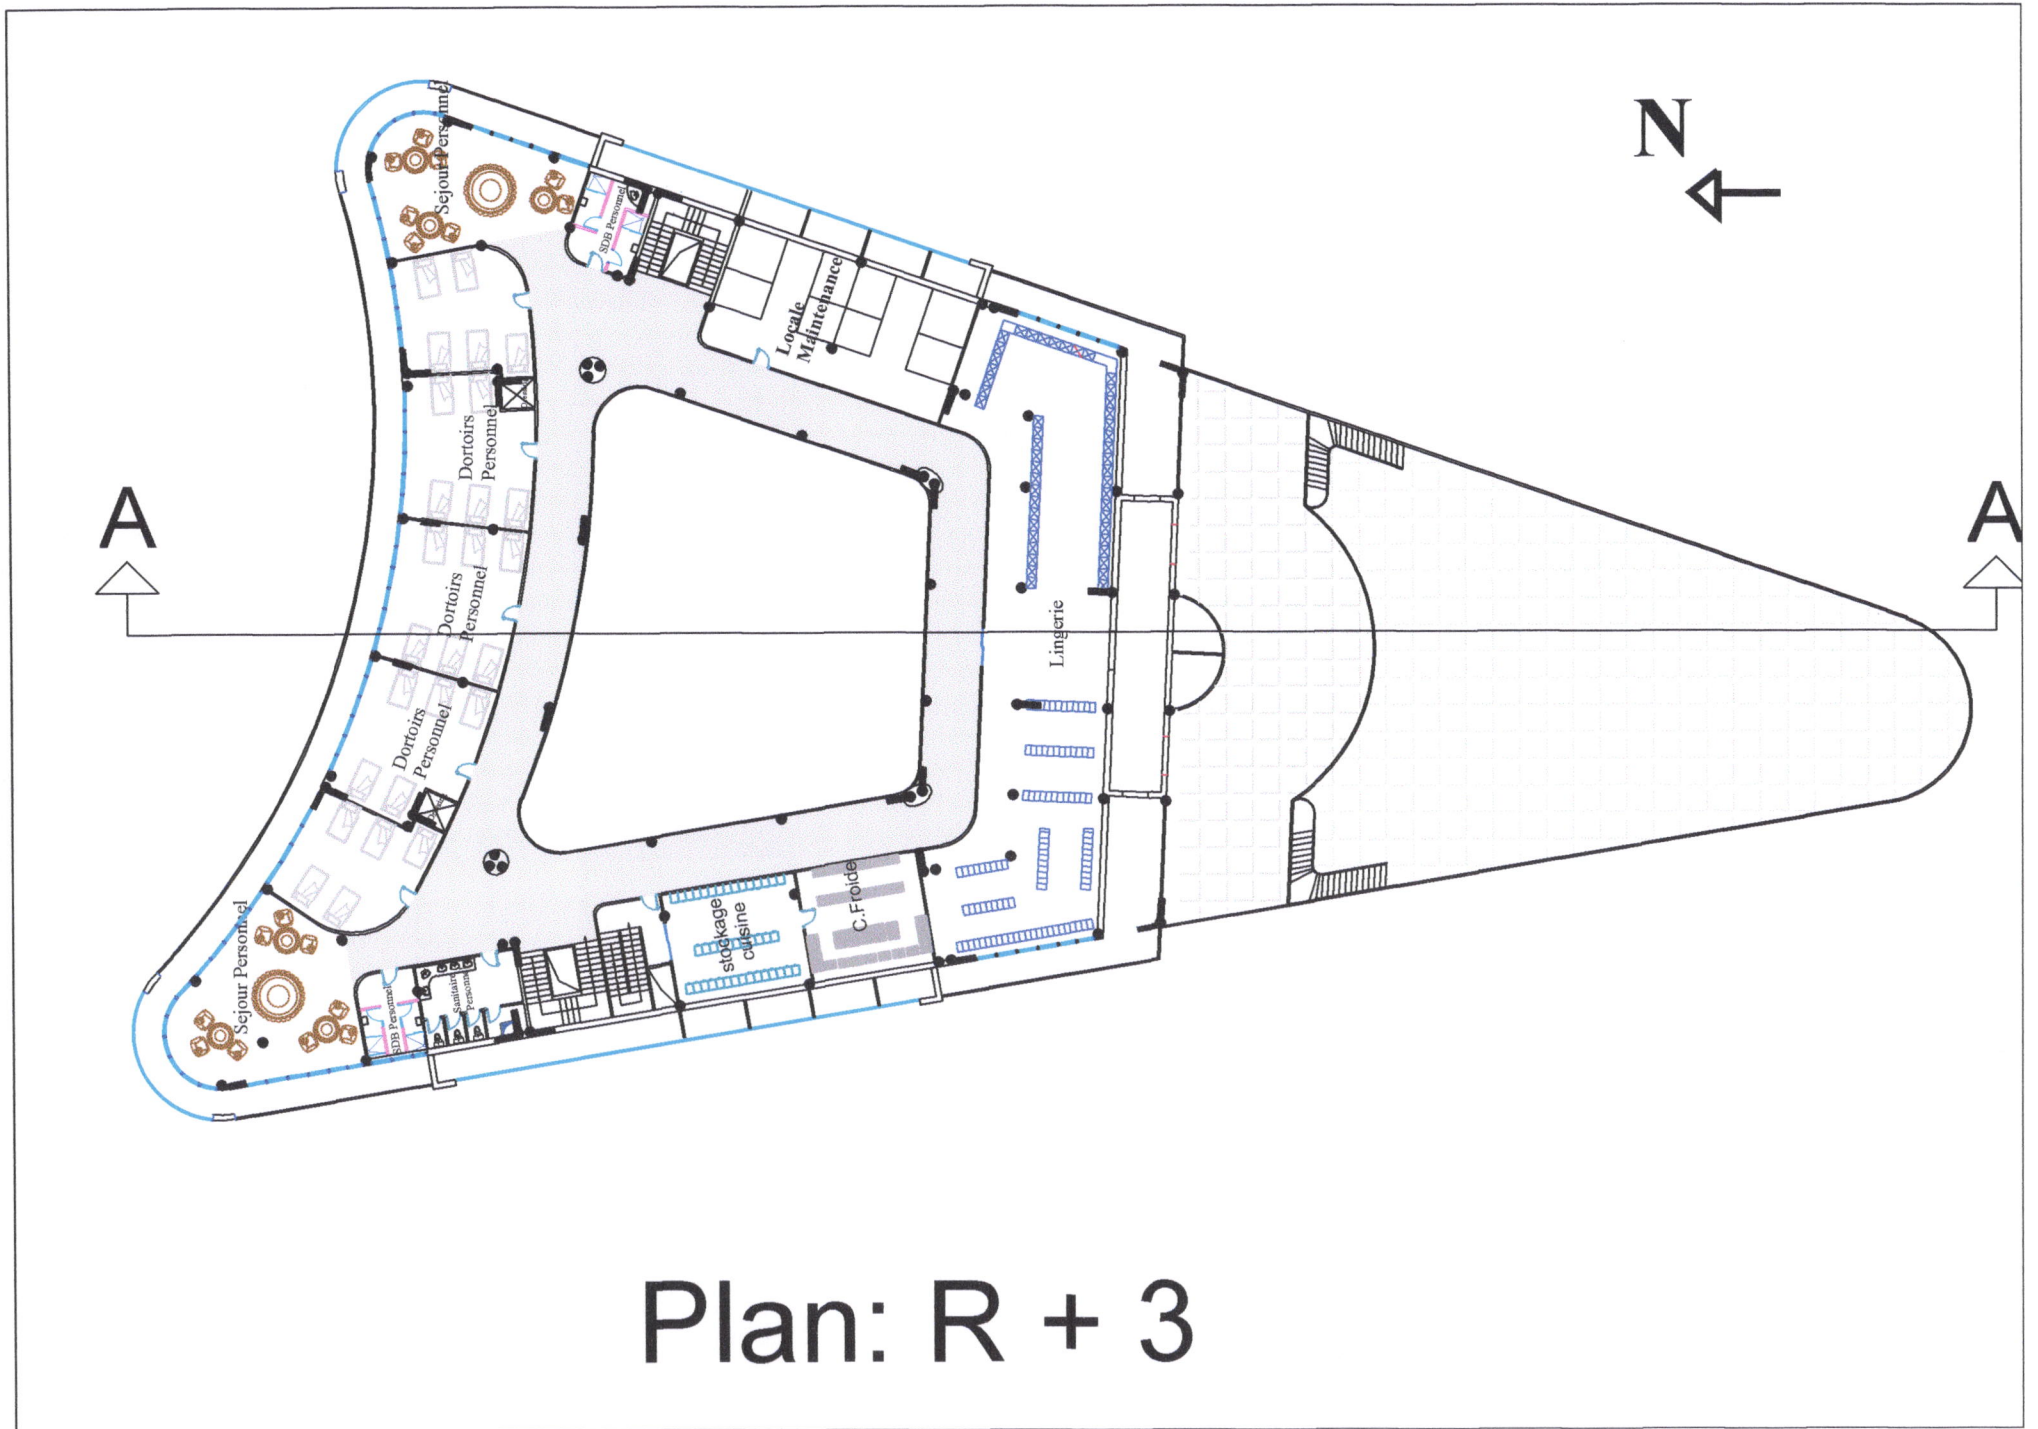 N
Sejour Personnel
SDB Personnel
Locale
Maintenance
Dortoirs
Personnel
A
A
Dortoirs
Personnel
Lingerie
Dortoirs
Personnel
C.Froide
stockage
cuisine
Sejour Personnel
SDB Personnel
Sanitaire
Personnel
Plan: R + 3